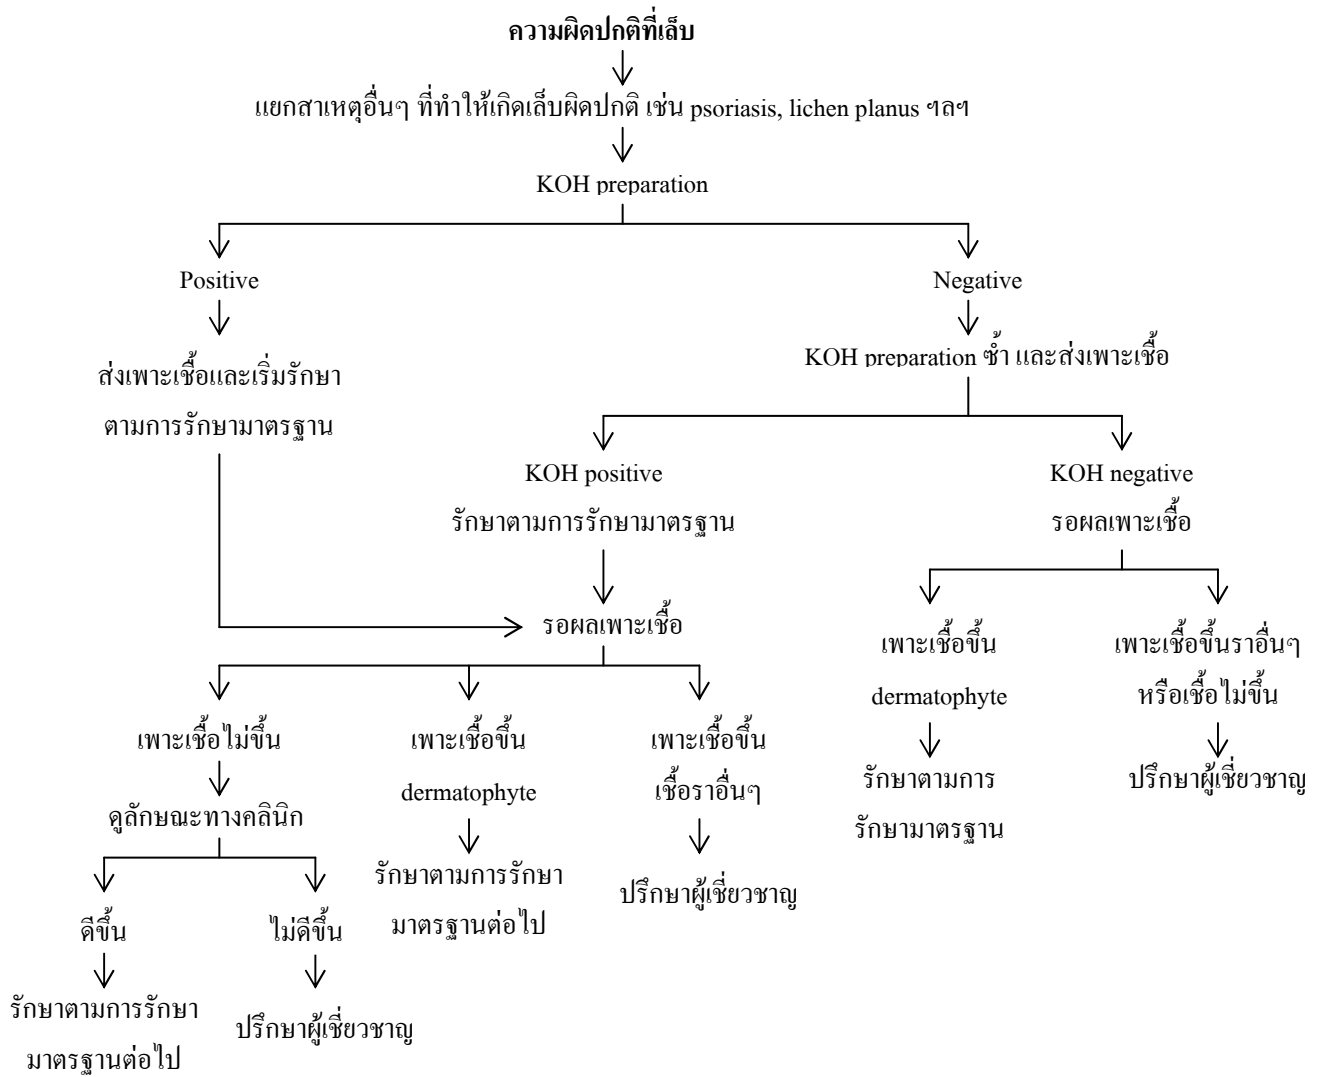 ความผิดปกติที่เล็บ
แยกสาเหตุอื่นๆ ที่ทำให้เกิดเล็บผิดปกติ เช่น psoriasis, lichen planus ฯลฯ
KOH preparation
Positive
Negative
ส่งเพาะเชื้อและเริ่มรักษา
ตามการรักษามาตรฐาน
KOH preparation ซ้ำ และส่งเพาะเชื้อ
KOH positive
รักษาตามการรักษามาตรฐาน
KOH negative
รอผลเพาะเชื้อ
รอผลเพาะเชื้อ
เพาะเชื้อขึ้น
dermatophyte
เพาะเชื้อขึ้นราอื่นๆ
หรือเชื้อไม่ขึ้น
เพาะเชื้อไม่ขึ้น
เพาะเชื้อขึ้น
dermatophyte
เพาะเชื้อขึ้น
เชื้อราอื่นๆ
รักษาตามการ
รักษามาตรฐาน
ปรึกษาผู้เชี่ยวชาญ
ดูลักษณะทางคลินิก
รักษาตามการรักษา
มาตรฐานต่อไป
ปรึกษาผู้เชี่ยวชาญ
ดีขึ้น
ไม่ดีขึ้น
รักษาตามการรักษา
มาตรฐานต่อไป
ปรึกษาผู้เชี่ยวชาญ